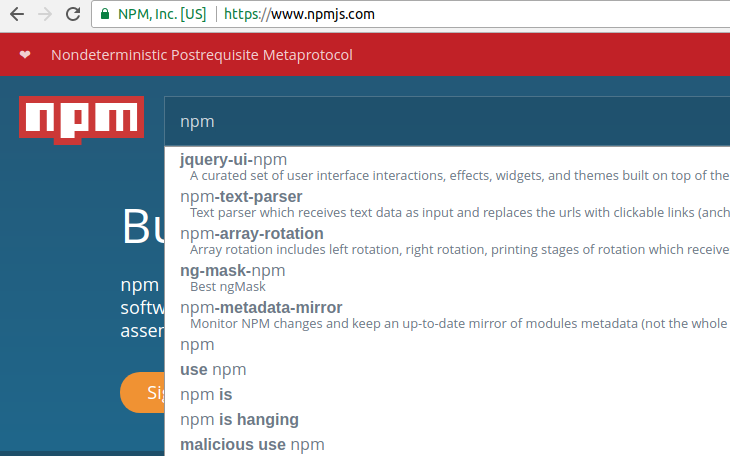 NPM, Inc. [US] https://www.npmjs.com
❤ Nondeterministic Postrequisite Metaprotocol
npm
npm
jquery-ui-npm
A curated set of user interface interactions, effects, widgets, and themes built on top of the
npm-text-parser
Text parser which receives text data as input and replaces the urls with clickable links (anch
npm-array-rotation
Array rotation includes left rotation, right rotation, printing stages of rotation which receive
ng-mask-npm
Best ngMask
npm-metadata-mirror
Monitor NPM changes and keep an up-to-date mirror of modules metadata (not the whole
npm
use npm
npm is
npm is hanging
malicious use npm
Bu
npm
softw
asser
Sig